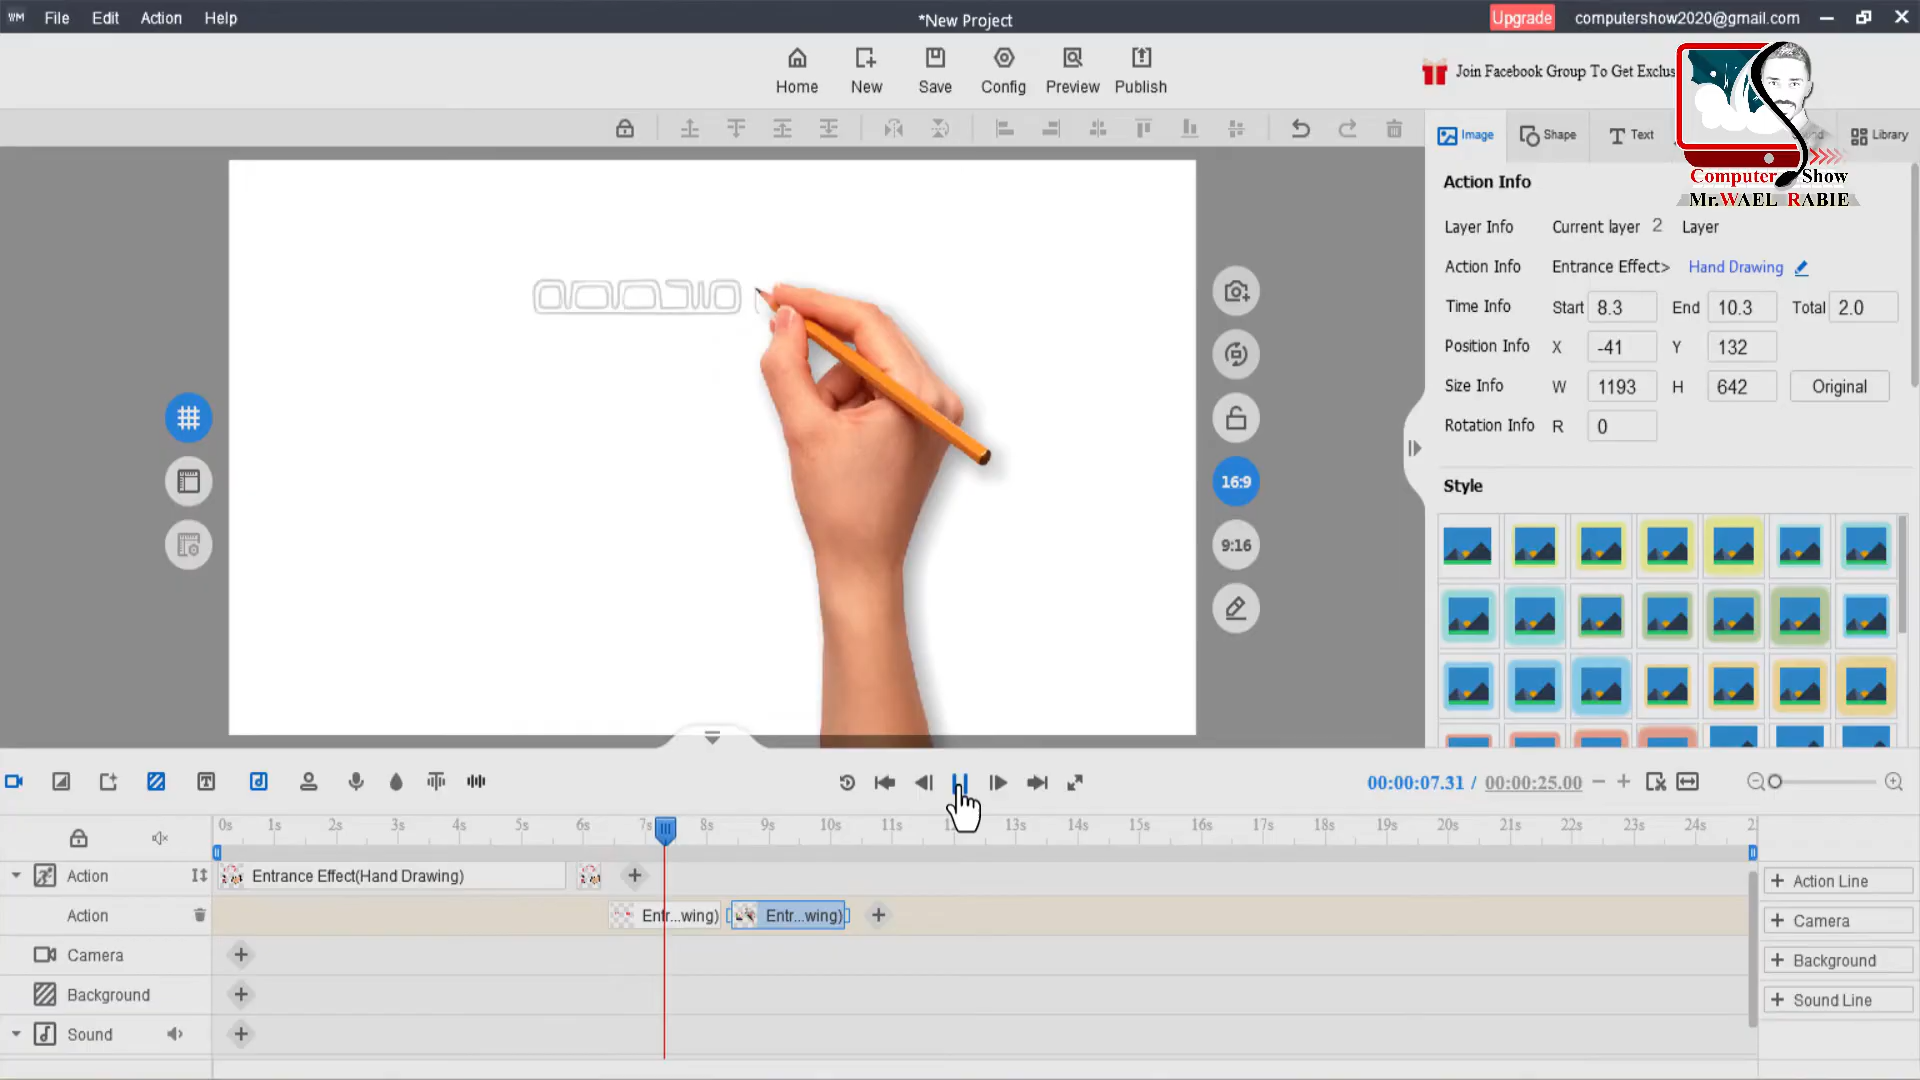 WM File Edit Action Help *New Project Upgrade computershow2020@gmail.com
Home New Save Config Preview Publish
Join Facebook Group To Get Exclus
Image Shape Text Library
Computer Show
Mr.WAEL RABIE
Action Info
Layer Info Current layer 2 Layer
Action Info Entrance Effect> Hand Drawing
Time Info Start 8.3 End 10.3 Total 2.0
Position Info X -41 Y 132
Size Info W 1193 H 642 Original
Rotation Info R 0
Style
16:9
9:16
00:00:07.31 / 00:00:25.00
0s 1s 2s 3s 4s 5s 6s 7s 8s 9s 10s 11s 13s 14s 15s 16s 17s 18s 19s 20s 21s 22s 23s 24s
Action Entrance Effect(Hand Drawing) Action Line
Action Entr...wing) Entr...wing) Camera
Camera Background
Background Sound Line
Sound